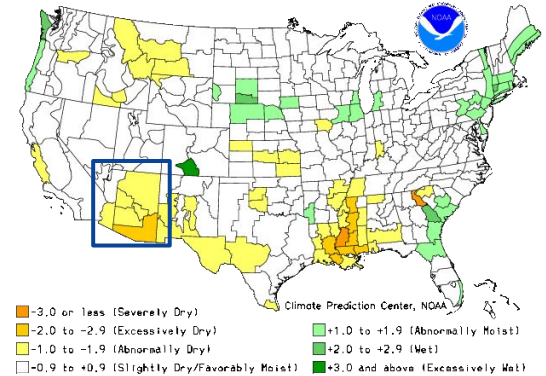 NOAA
Climate Prediction Center, NOAA
-3.0 or less (Severely Dry)
-2.0 to -2.9 (Excessively Dry)
-1.0 to -1.9 (Abnormally Dry)
-0.9 to +0.9 (Slightly Dry/Favorably Moist)
+1.0 to +1.9 (Abnormally Moist)
+2.0 to +2.9 (Wet)
+3.0 and above (Excessively Wet)